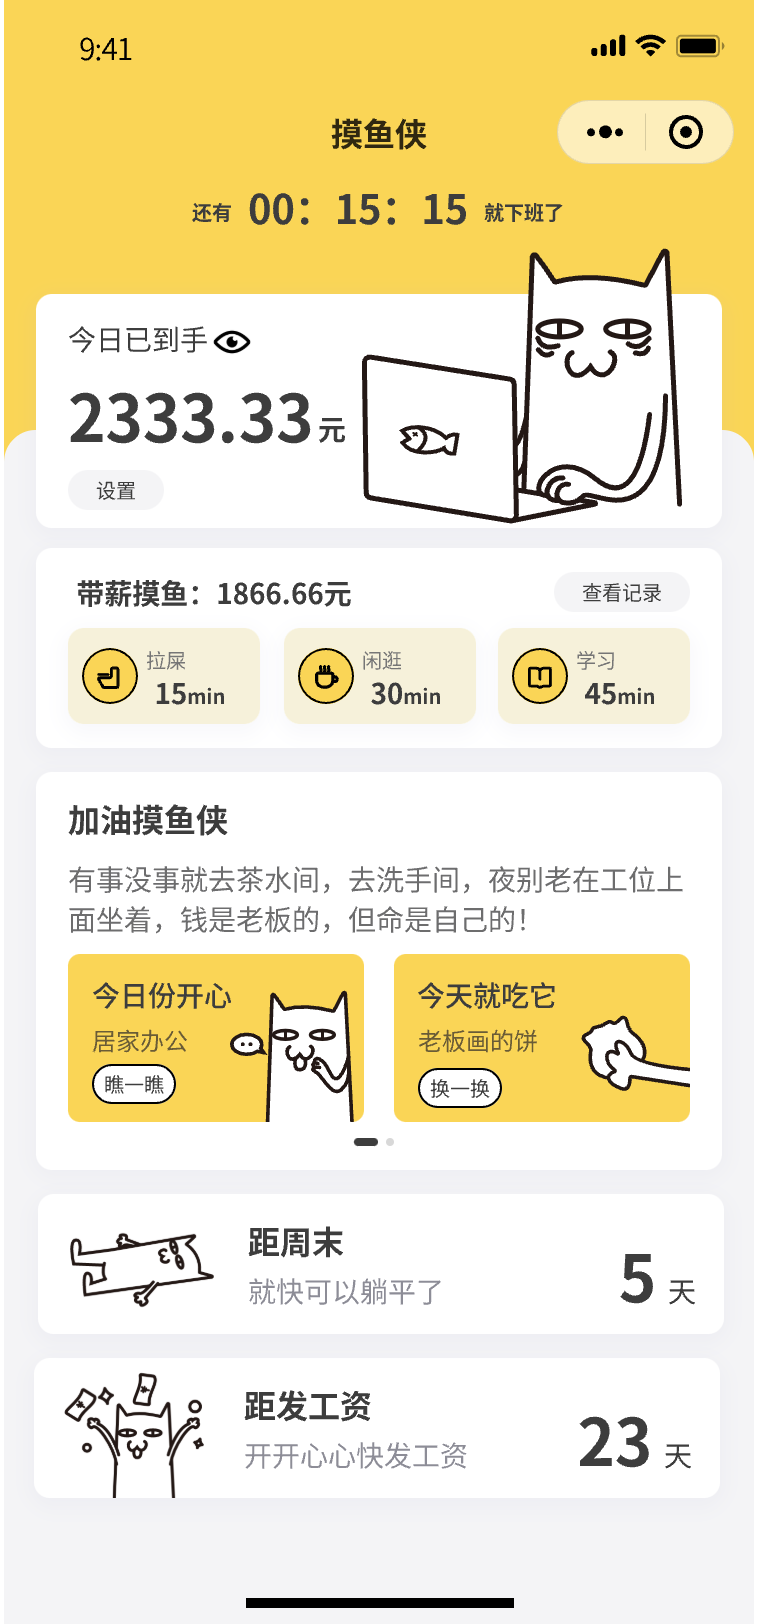 9:41
摸鱼侠
还有 00：15：15 就下班了
今日已到手
2333.33元
设置
带薪摸鱼：1866.66元
查看记录
拉屎
15min
闲逛
30min
学习
45min
加油摸鱼侠
有事没事就去茶水间，去洗手间，夜别老在工位上
面坐着，钱是老板的，但命是自己的！
今日份开心
居家办公
瞧一瞧
今天就吃它
老板画的饼
换一换
距周末
就快可以躺平了
5 天
距发工资
开开心心快发工资
23 天